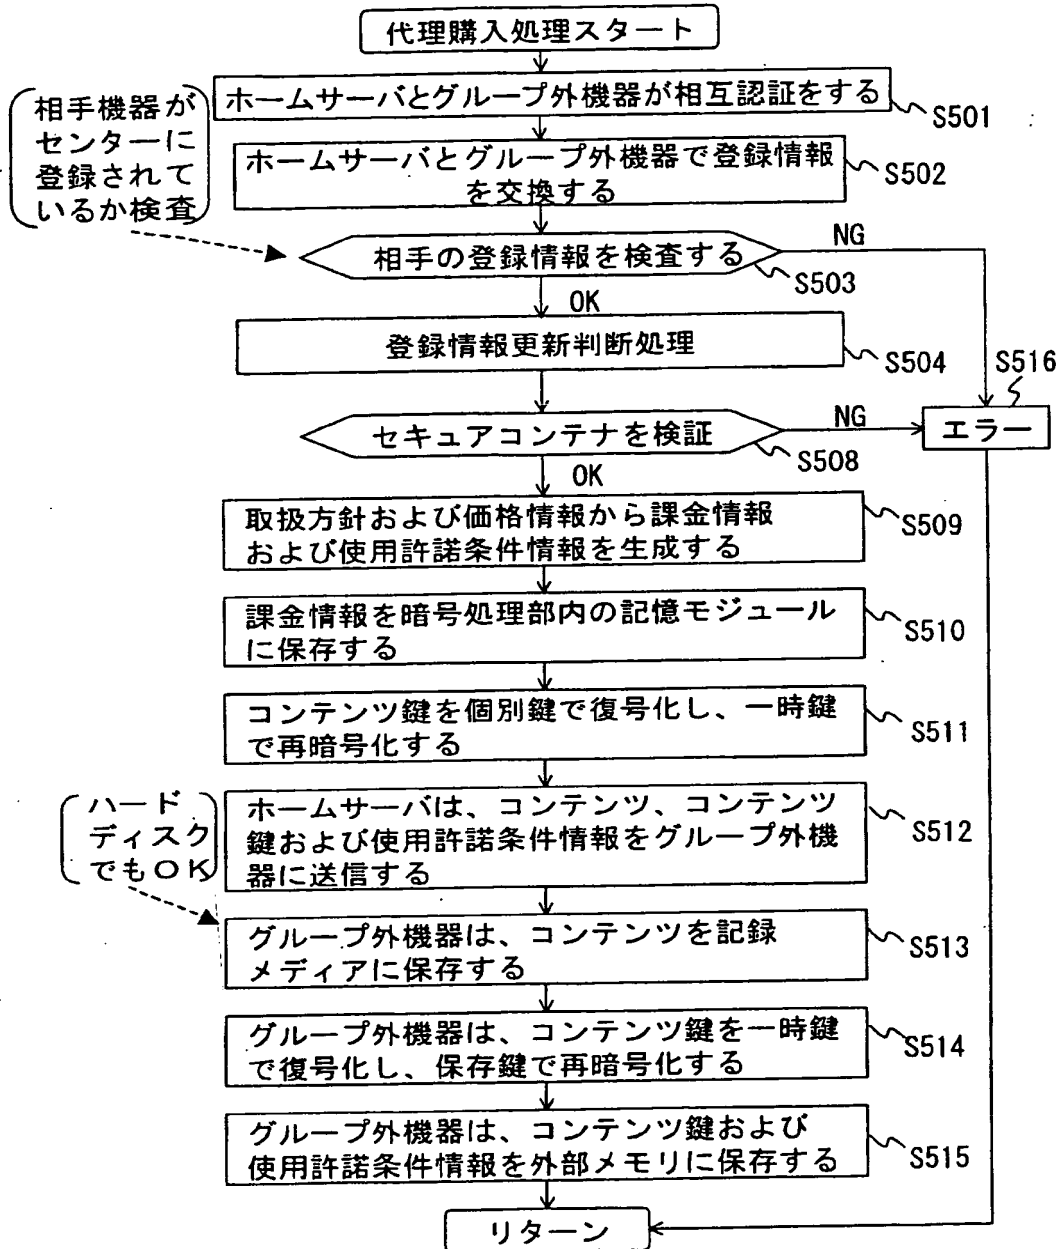 代理購入処理スタート
ホームサーバとグループ外機器が相互認証をする
S501
相手機器が
センターに
登録されて
いるか検査
ホームサーバとグループ外機器で登録情報
を交換する
S502
相手の登録情報を検査する
NG
S503
OK
登録情報更新判断処理
S504
S516
エラー
セキュアコンテナを検証
NG
S508
OK
取扱方針および価格情報から課金情報
および使用許諾条件情報を生成する
S509
課金情報を暗号処理部内の記憶モジュール
に保存する
S510
コンテンツ鍵を個別鍵で復号化し、一時鍵
で再暗号化する
S511
ハード
ディスク
でもOK
ホームサーバは、コンテンツ、コンテンツ
鍵および使用許諾条件情報をグループ外機
器に送信する
S512
グループ外機器は、コンテンツを記録
メディアに保存する
S513
グループ外機器は、コンテンツ鍵を一時鍵
で復号化し、保存鍵で再暗号化する
S514
グループ外機器は、コンテンツ鍵および
使用許諾条件情報を外部メモリに保存する
S515
リターン